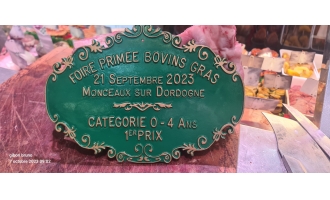 FOIRE PRIMEE BOVINS GRAS
21 SEPTEMBRE 2023
MONCEAUX SUR DORDOGNE
CATEGORIE 0 - 4 ANS
1ER PRIX